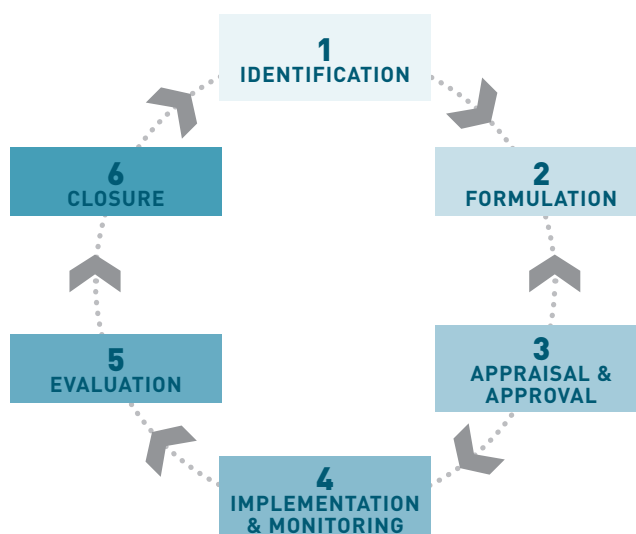 1
IDENTIFICATION
2
FORMULATION
3
APPRAISAL &
APPROVAL
4
IMPLEMENTATION
& MONITORING
5
EVALUATION
6
CLOSURE